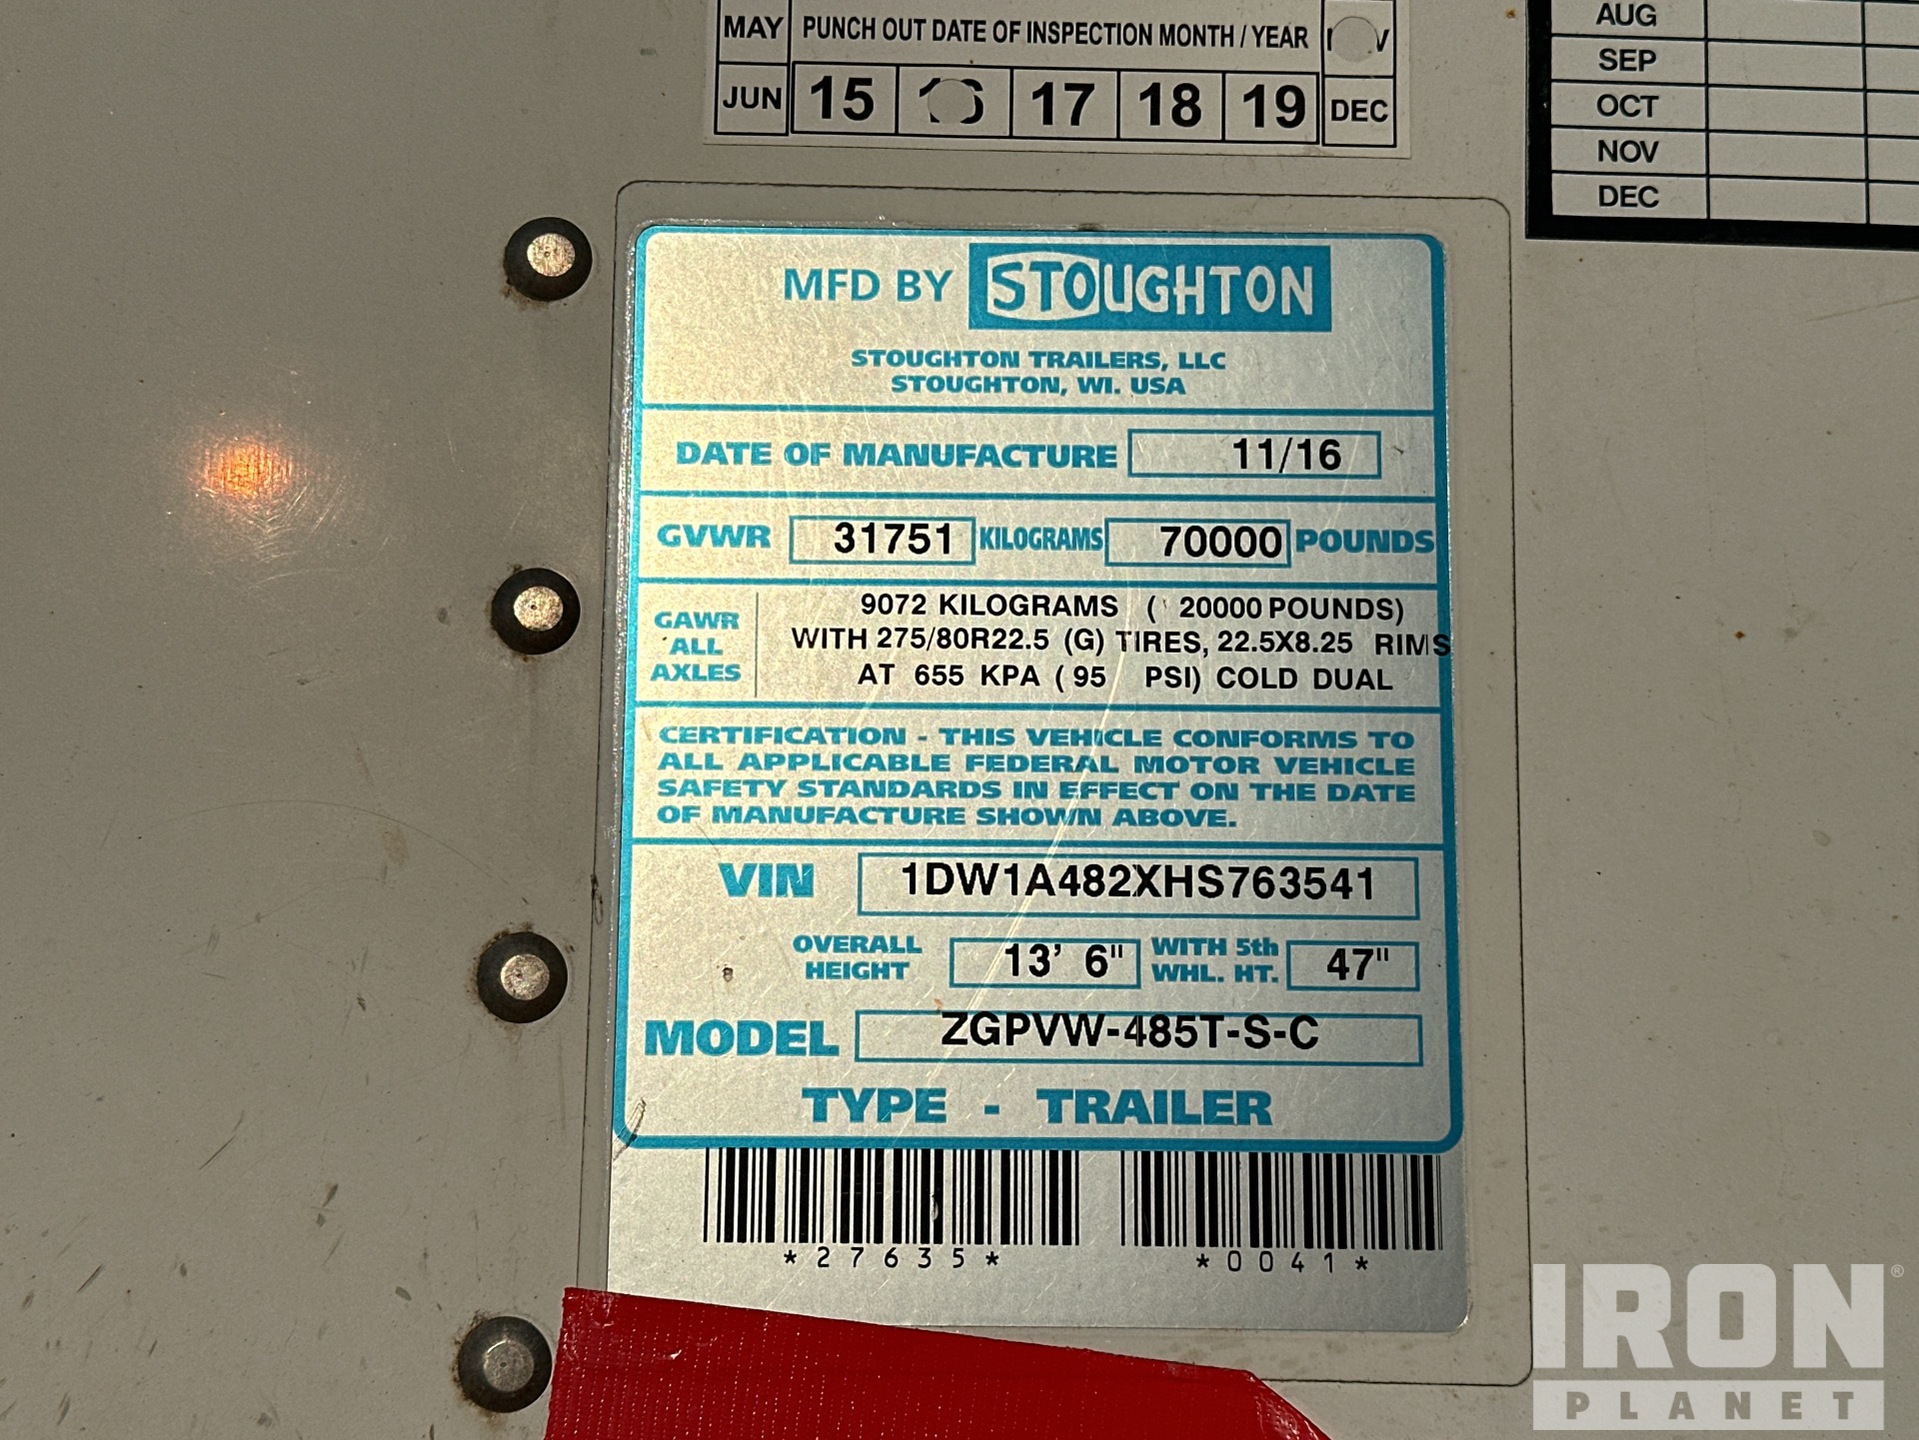 MAY PUNCH OUT DATE OF INSPECTION MONTH / YEAR
JUN 15 17 18 19 DEC
AUG
SEP
OCT
NOV
DEC
MFD BY STOUGHTON
STOUGHTON TRAILERS, LLC
STOUGHTON, WI. USA
DATE OF MANUFACTURE 11/16
GVWR 31751 KILOGRAMS 70000 POUNDS
GAWR ALL AXLES
9072 KILOGRAMS ( 20000 POUNDS)
WITH 275/80R22.5 (G) TIRES, 22.5X8.25 RIMS
AT 655 KPA ( 95 PSI) COLD DUAL
CERTIFICATION - THIS VEHICLE CONFORMS TO
ALL APPLICABLE FEDERAL MOTOR VEHICLE
SAFETY STANDARDS IN EFFECT ON THE DATE
OF MANUFACTURE SHOWN ABOVE.
VIN 1DW1A482XHS763541
OVERALL HEIGHT 13' 6" WITH 5th WHL. HT. 47"
MODEL ZGPVW-485T-S-C
TYPE - TRAILER
*27635* *0041*
IRON
PLANET